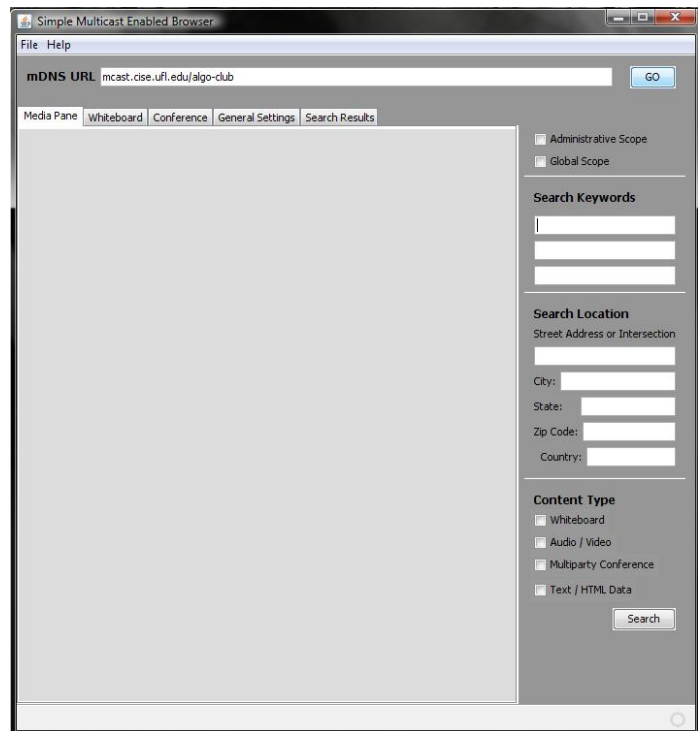 Simple Multicast Enabled Browser
File Help
mDNS URL mcast.cise.ufl.edu/algo-club GO
Media Pane Whiteboard Conference General Settings Search Results
Administrative Scope
Global Scope
Search Keywords
Search Location
Street Address or Intersection
City:
State:
Zip Code:
Country:
Content Type
Whiteboard
Audio / Video
Multiparty Conference
Text / HTML Data
Search